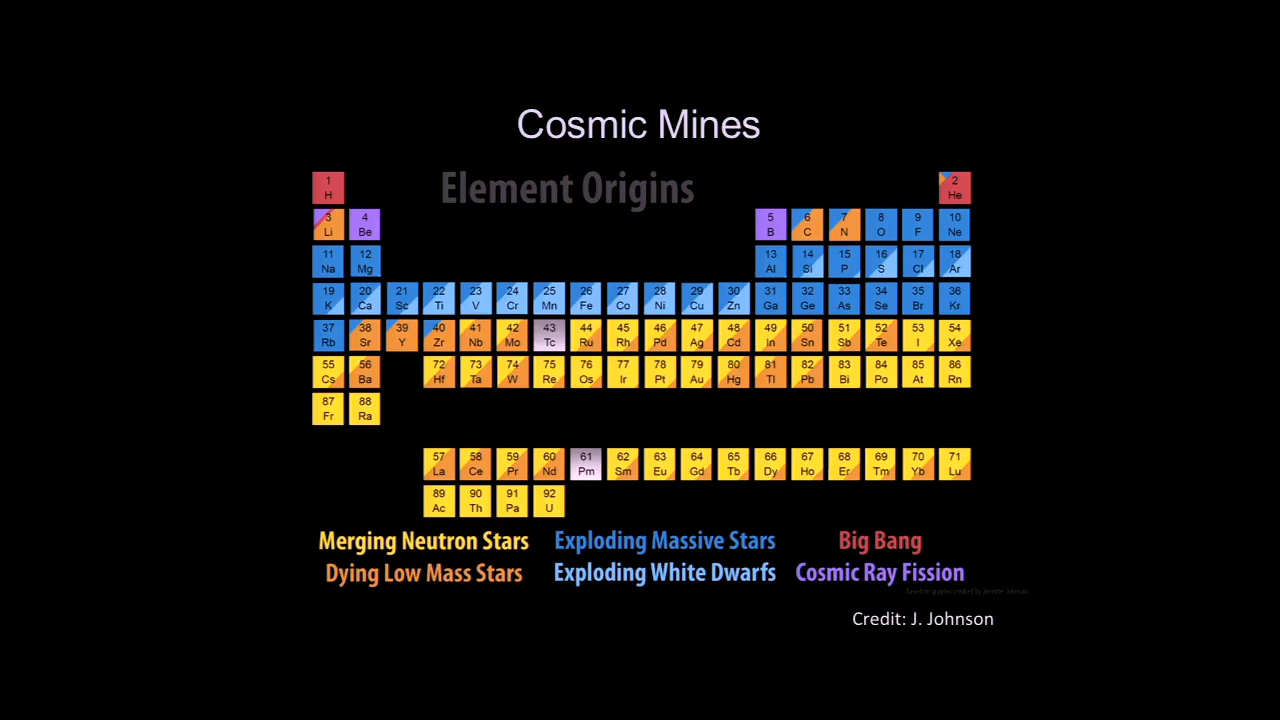 Cosmic Mines
Element Origins
1 2
H He
3 4 5 6 7 8 9 10
Li Be B C N O F Ne
11 12 13 14 15 16 17 18
Na Mg Al Si P S Cl Ar
19 20 21 22 23 24 25 26 27 28 29 30 31 32 33 34 35 36
K Ca Sc Ti V Cr Mn Fe Co Ni Cu Zn Ga Ge As Se Br Kr
37 38 39 40 41 42 43 44 45 46 47 48 49 50 51 52 53 54
Rb Sr Y Zr Nb Mo Tc Ru Rh Pd Ag Cd In Sn Sb Te I Xe
55 56 72 73 74 75 76 77 78 79 80 81 82 83 84 85 86
Cs Ba Hf Ta W Re Os Ir Pt Au Hg Tl Pb Bi Po At Rn
87 88
Fr Ra
57 58 59 60 61 62 63 64 65 66 67 68 69 70 71
La Ce Pr Nd Pm Sm Eu Gd Tb Dy Ho Er Tm Yb Lu
89 90 91 92
Ac Th Pa U
Merging Neutron Stars Exploding Massive Stars Big Bang
Dying Low Mass Stars Exploding White Dwarfs Cosmic Ray Fission
Based on graphic created by Jennifer Johnson
Credit: J. Johnson